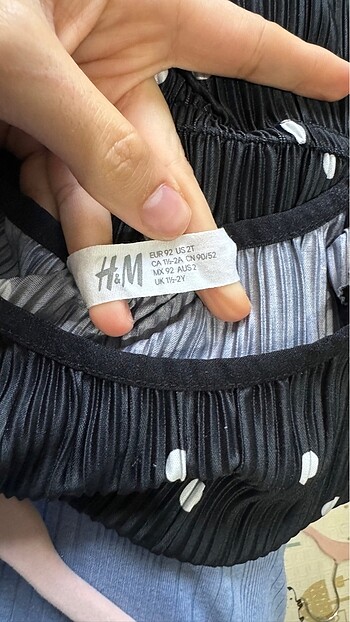 H&M
EUR 92 US 2T
CA 1½-2A CN 90/52
MX 92 AUS 2
UK 1½-2Y